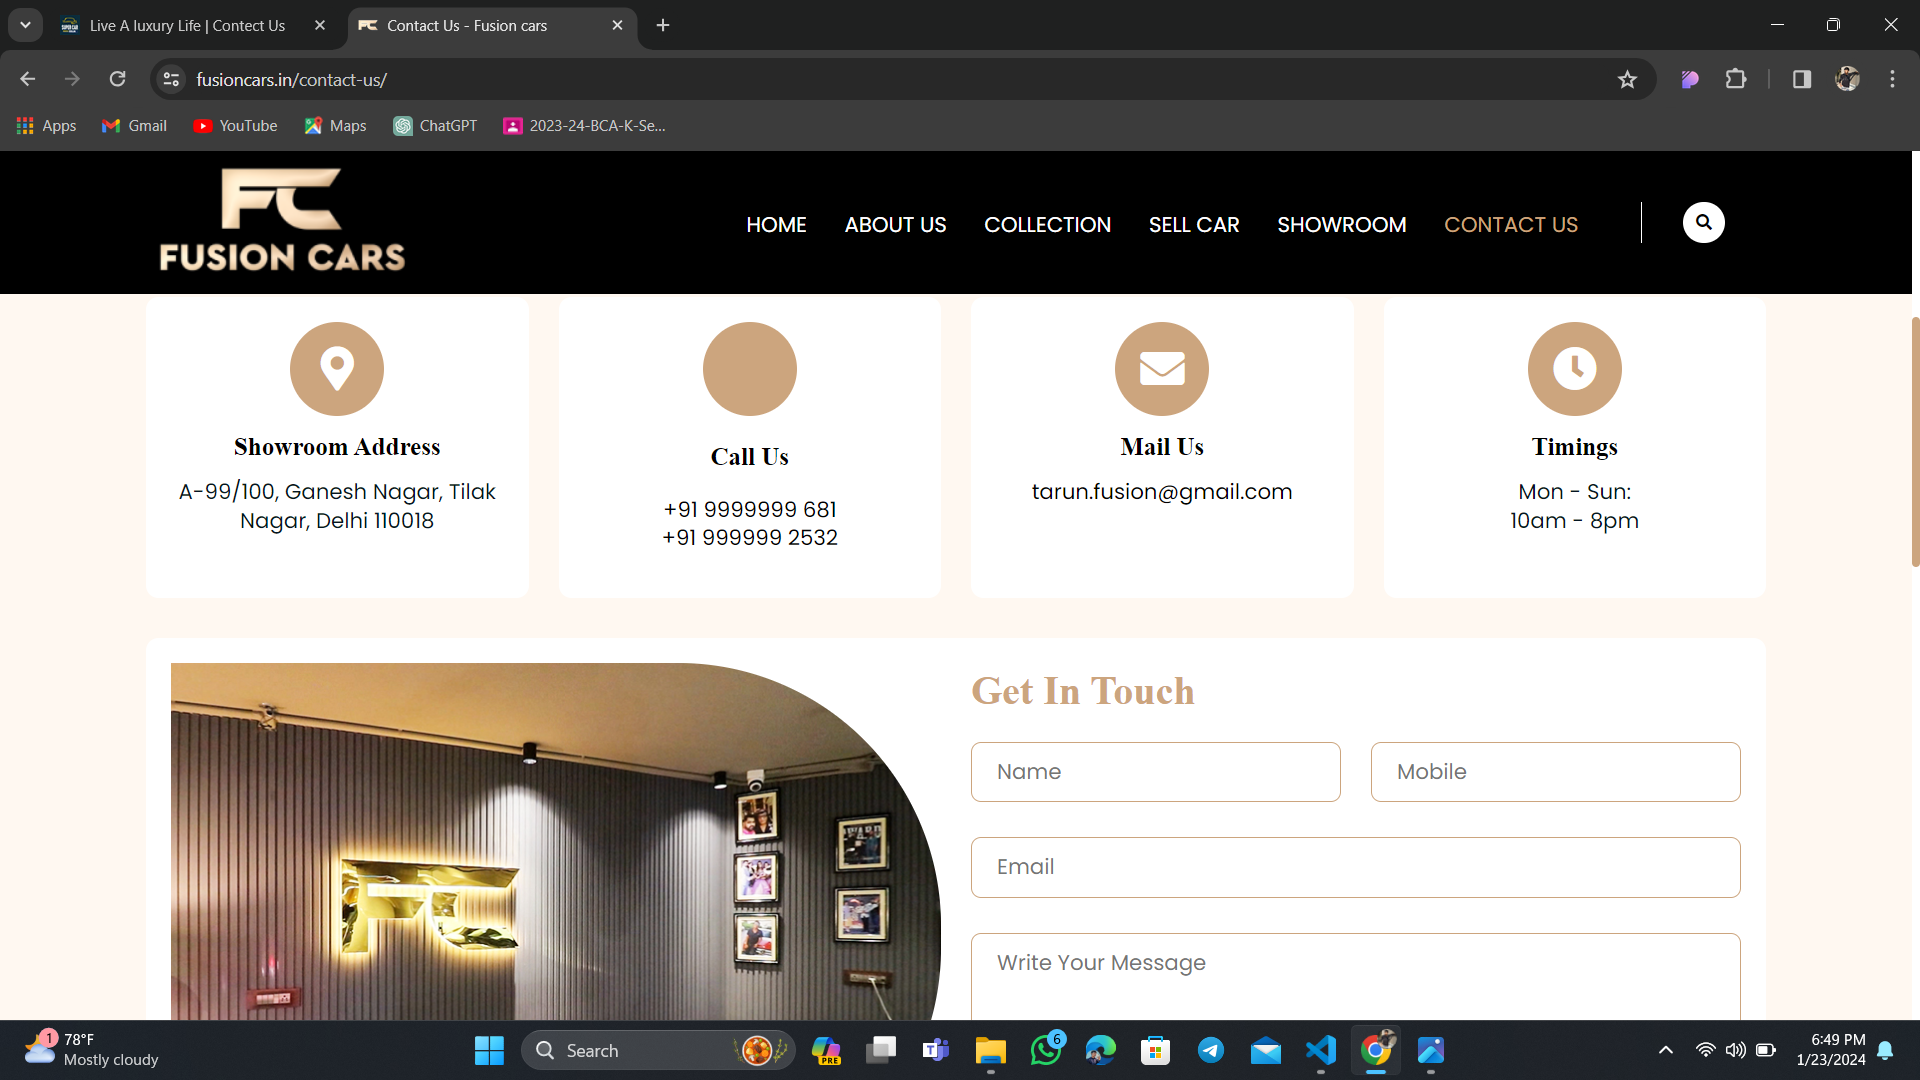 Live A luxury Life | Contect Us
Contact Us - Fusion cars
fusioncars.in/contact-us/
Apps
Gmail
YouTube
Maps
ChatGPT
2023-24-BCA-K-Se...
FC
FUSION CARS
HOME
ABOUT US
COLLECTION
SELL CAR
SHOWROOM
CONTACT US
Showroom Address
A-99/100, Ganesh Nagar, Tilak
Nagar, Delhi 110018
Call Us
+91 9999999 681
+91 999999 2532
Mail Us
tarun.fusion@gmail.com
Timings
Mon - Sun:
10am - 8pm
FC
Get In Touch
Name
Mobile
Email
Write Your Message
1
78°F
Mostly cloudy
Search
PRE
6
6:49 PM
1/23/2024